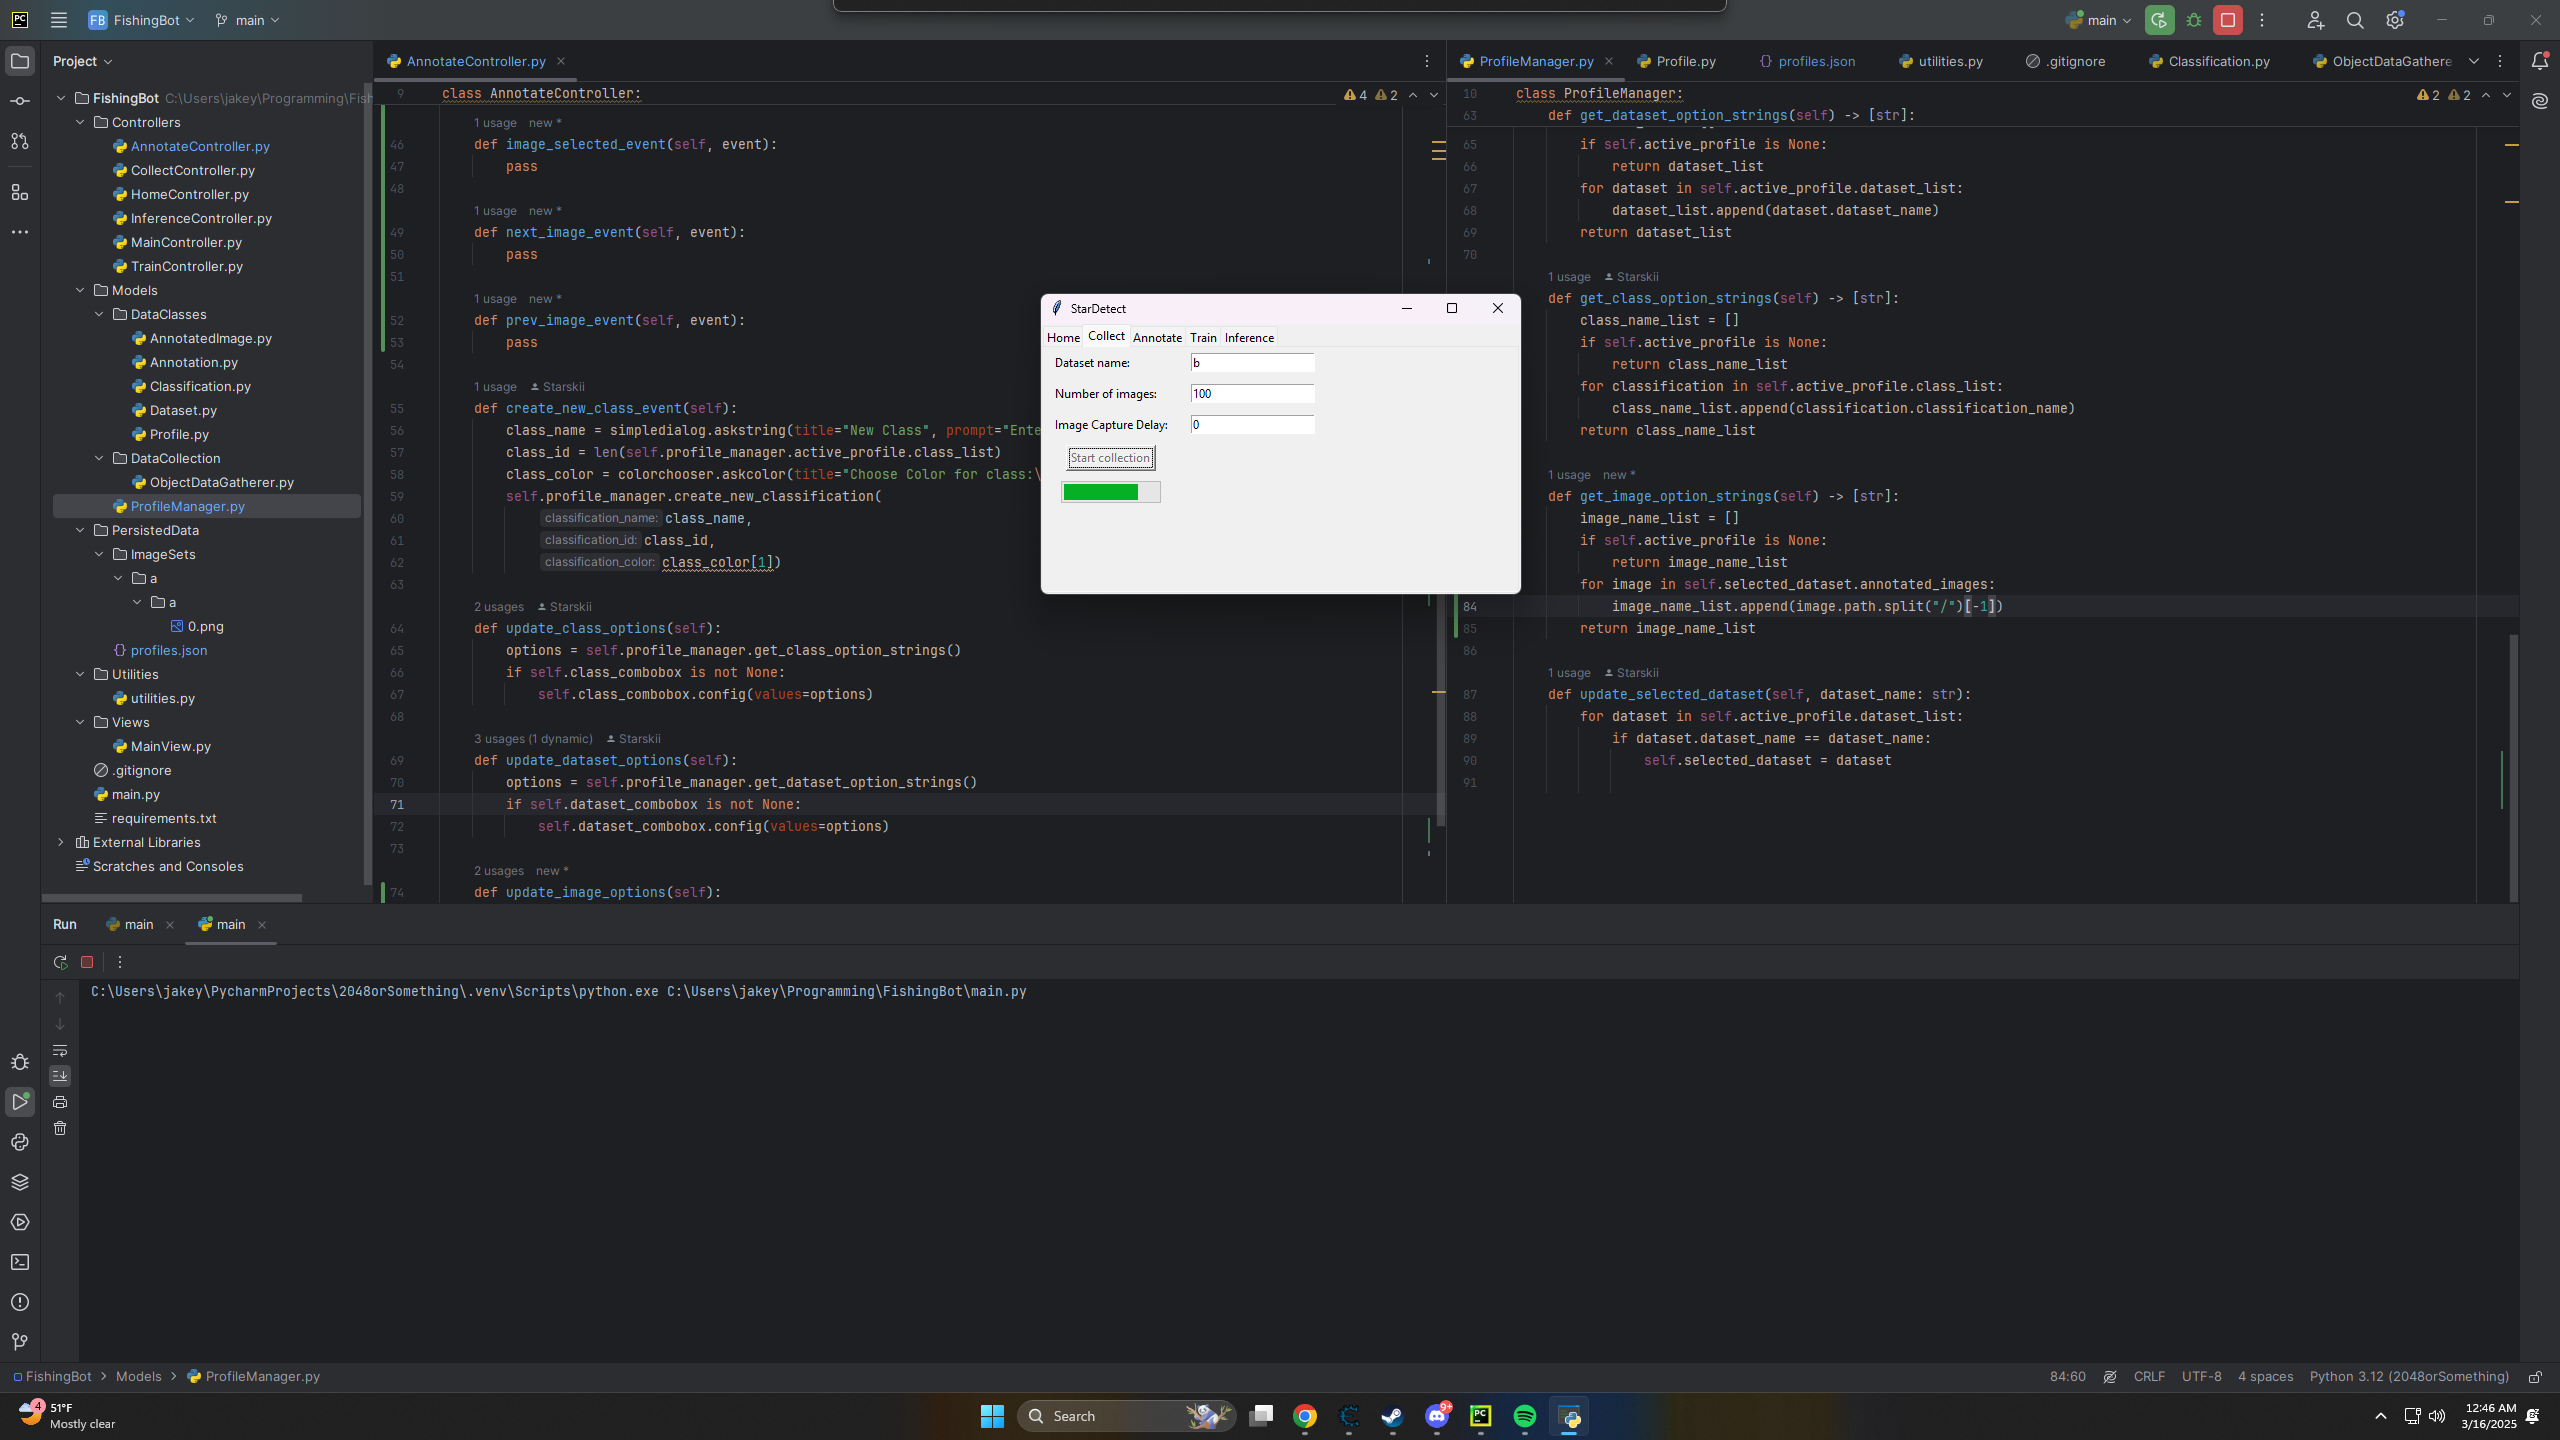 FB FishingBot main
main
Project
FishingBot C:\Users\jakey\Programming\Fish
Controllers
AnnotateController.py
CollectController.py
HomeController.py
InferenceController.py
MainController.py
TrainController.py
Models
DataClasses
AnnotatedImage.py
Annotation.py
Classification.py
Dataset.py
Profile.py
DataCollection
ObjectDataGatherer.py
ProfileManager.py
PersistedData
ImageSets
a
a
0.png
profiles.json
Utilities
utilities.py
Views
MainView.py
.gitignore
main.py
requirements.txt
External Libraries
Scratches and Consoles
AnnotateController.py
9 class AnnotateController:
4 2
1 usage new *
46 def image_selected_event(self, event):
47 pass
48
1 usage new *
49 def next_image_event(self, event):
50 pass
51
1 usage new *
52 def prev_image_event(self, event):
53 pass
54
1 usage Starskii
55 def create_new_class_event(self):
56 class_name = simpledialog.askstring(title="New Class", prompt="Ente
57 class_id = len(self.profile_manager.active_profile.class_list)
58 class_color = colorchooser.askcolor(title="Choose Color for class:\
59 self.profile_manager.create_new_classification(
60 classification_name: class_name,
61 classification_id: class_id,
62 classification_color: class_color[1])
63
2 usages Starskii
64 def update_class_options(self):
65 options = self.profile_manager.get_class_option_strings()
66 if self.class_combobox is not None:
67 self.class_combobox.config(values=options)
68
3 usages (1 dynamic) Starskii
69 def update_dataset_options(self):
70 options = self.profile_manager.get_dataset_option_strings()
71 if self.dataset_combobox is not None:
72 self.dataset_combobox.config(values=options)
73
2 usages new *
74 def update_image_options(self):
ProfileManager.py Profile.py profiles.json utilities.py .gitignore Classification.py ObjectDataGathere
10 class ProfileManager:
2 2
63 def get_dataset_option_strings(self) -> [str]:
65 if self.active_profile is None:
66 return dataset_list
67 for dataset in self.active_profile.dataset_list:
68 dataset_list.append(dataset.dataset_name)
69 return dataset_list
70
1 usage Starskii
def get_class_option_strings(self) -> [str]:
class_name_list = []
if self.active_profile is None:
return class_name_list
for classification in self.active_profile.class_list:
class_name_list.append(classification.classification_name)
return class_name_list
1 usage new *
def get_image_option_strings(self) -> [str]:
image_name_list = []
if self.active_profile is None:
return image_name_list
for image in self.selected_dataset.annotated_images:
84 image_name_list.append(image.path.split("/")[-1])
85 return image_name_list
86
1 usage Starskii
87 def update_selected_dataset(self, dataset_name: str):
88 for dataset in self.active_profile.dataset_list:
89 if dataset.dataset_name == dataset_name:
90 self.selected_dataset = dataset
91
StarDetect
Home Collect Annotate Train Inference
Dataset name: b
Number of images: 100
Image Capture Delay: 0
Start collection
Run main main
C:\Users\jakey\PycharmProjects\2048orSomething\.venv\Scripts\python.exe C:\Users\jakey\Programming\FishingBot\main.py
FishingBot > Models > ProfileManager.py
84:60 CRLF UTF-8 4 spaces Python 3.12 (2048orSomething)
4
51°F
Mostly clear
Search
9+
12:46 AM
3/16/2025